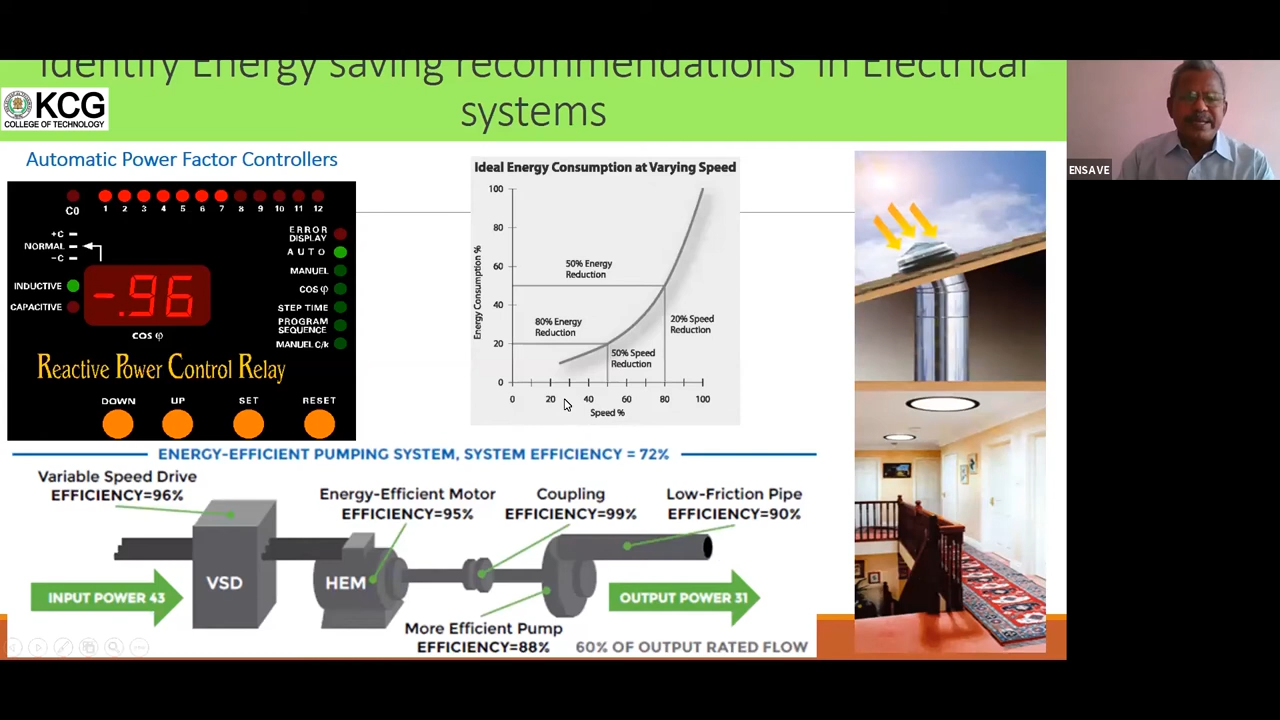 Identify Energy saving recommendations in Electrical
systems
KCG
COLLEGE OF TECHNOLOGY
ENSAVE
Automatic Power Factor Controllers
C0 1 2 3 4 5 6 7 8 9 10 11 12
+C
NORMAL
-C
INDUCTIVE
CAPACITIVE
-.96
COS φ
ERROR
DISPLAY
AUTO
MANUEL
COS φ
STEP TIME
PROGRAM
SEQUENCE
MANUEL C/k
Reactive Power Control Relay
DOWN UP SET RESET
Ideal Energy Consumption at Varying Speed
Energy Consumption %
100
80
60
40
20
0
50% Energy
Reduction
80% Energy
Reduction
20% Speed
Reduction
50% Speed
Reduction
0 20 40 60 80 100
Speed %
ENERGY-EFFICIENT PUMPING SYSTEM, SYSTEM EFFICIENCY = 72%
Variable Speed Drive
EFFICIENCY=96%
Energy-Efficient Motor
EFFICIENCY=95%
Coupling
EFFICIENCY=99%
Low-Friction Pipe
EFFICIENCY=90%
INPUT POWER 43
VSD
HEM
OUTPUT POWER 31
More Efficient Pump
EFFICIENCY=88%
60% OF OUTPUT RATED FLOW